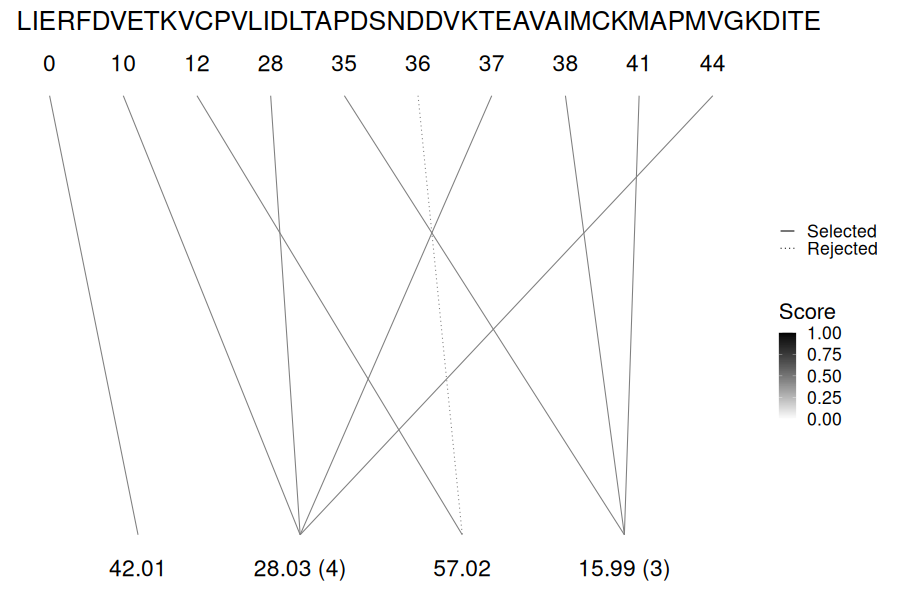 LIERFDVETKVCPVLIDLTAPDSNDDVKTEAVAIMCKMAPMVGKDITE
0 10 12 28 35 36 37 38 41 44
Selected
Rejected
Score
1.00
0.75
0.50
0.25
0.00
42.01 28.03 (4) 57.02 15.99 (3)